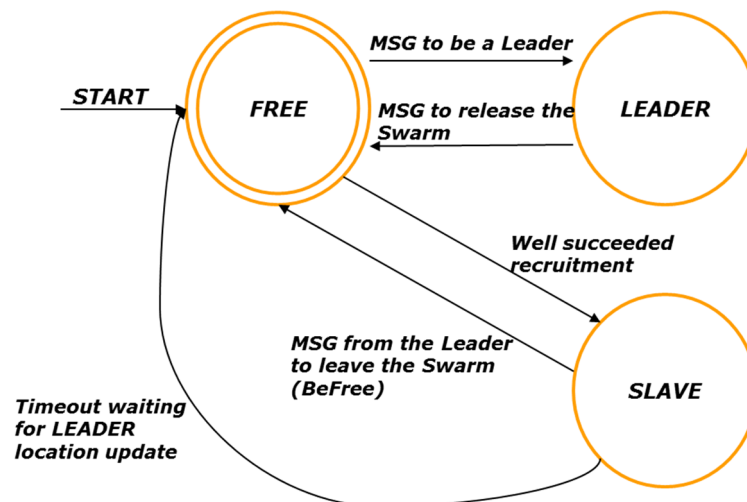 MSG to be a Leader
START
FREE
LEADER
MSG to release the
Swarm
Well succeeded
recruitment
MSG from the Leader
to leave the Swarm
(BeFree)
SLAVE
Timeout waiting
for LEADER
location update